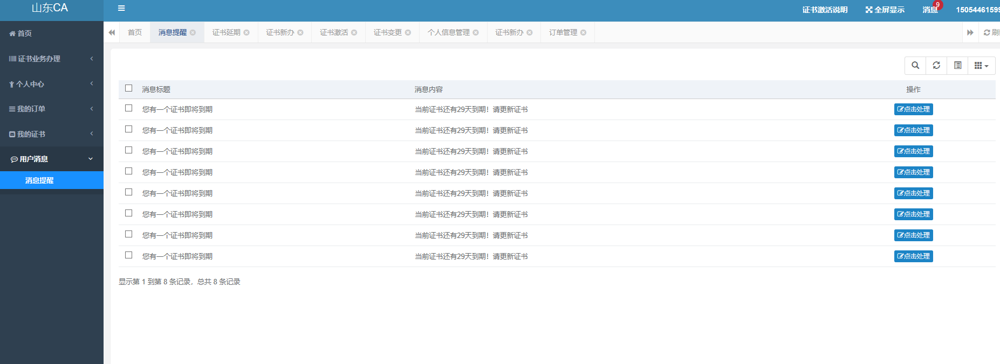 山东CA
证书激活说明 全屏显示 消息 9 15054461599
首页
证书业务办理
个人中心
我的订单
我的证书
用户消息
消息提醒
首页 消息提醒 证书延期 证书新办 证书激活 证书变更 个人信息管理 证书新办 订单管理
消息标题 消息内容 操作
您有一个证书即将到期 当前证书还有29天到期！请更新证书 点击处理
您有一个证书即将到期 当前证书还有29天到期！请更新证书 点击处理
您有一个证书即将到期 当前证书还有29天到期！请更新证书 点击处理
您有一个证书即将到期 当前证书还有29天到期！请更新证书 点击处理
您有一个证书即将到期 当前证书还有29天到期！请更新证书 点击处理
您有一个证书即将到期 当前证书还有29天到期！请更新证书 点击处理
您有一个证书即将到期 当前证书还有29天到期！请更新证书 点击处理
您有一个证书即将到期 当前证书还有29天到期！请更新证书 点击处理
显示第 1 到第 8 条记录，总共 8 条记录